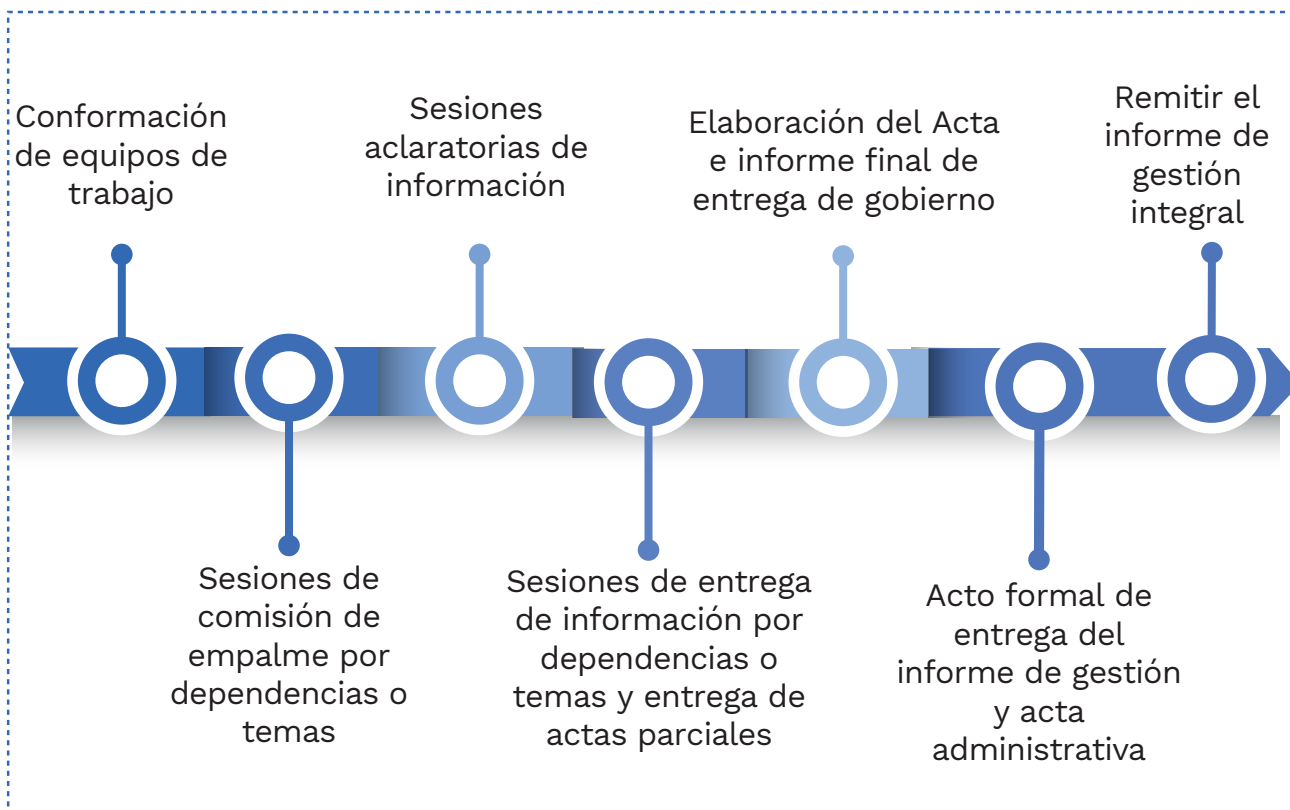 Conformación
de equipos de
trabajo
Sesiones de
comisión de
empalme por
dependencias o
temas
Sesiones
aclaratorias de
información
Sesiones de entrega
de información por
dependencias o
temas y entrega de
actas parciales
Elaboración del Acta
e informe final de
entrega de gobierno
Acto formal de
entrega del
informe de gestión
y acta
administrativa
Remitir el
informe de
gestión
integral